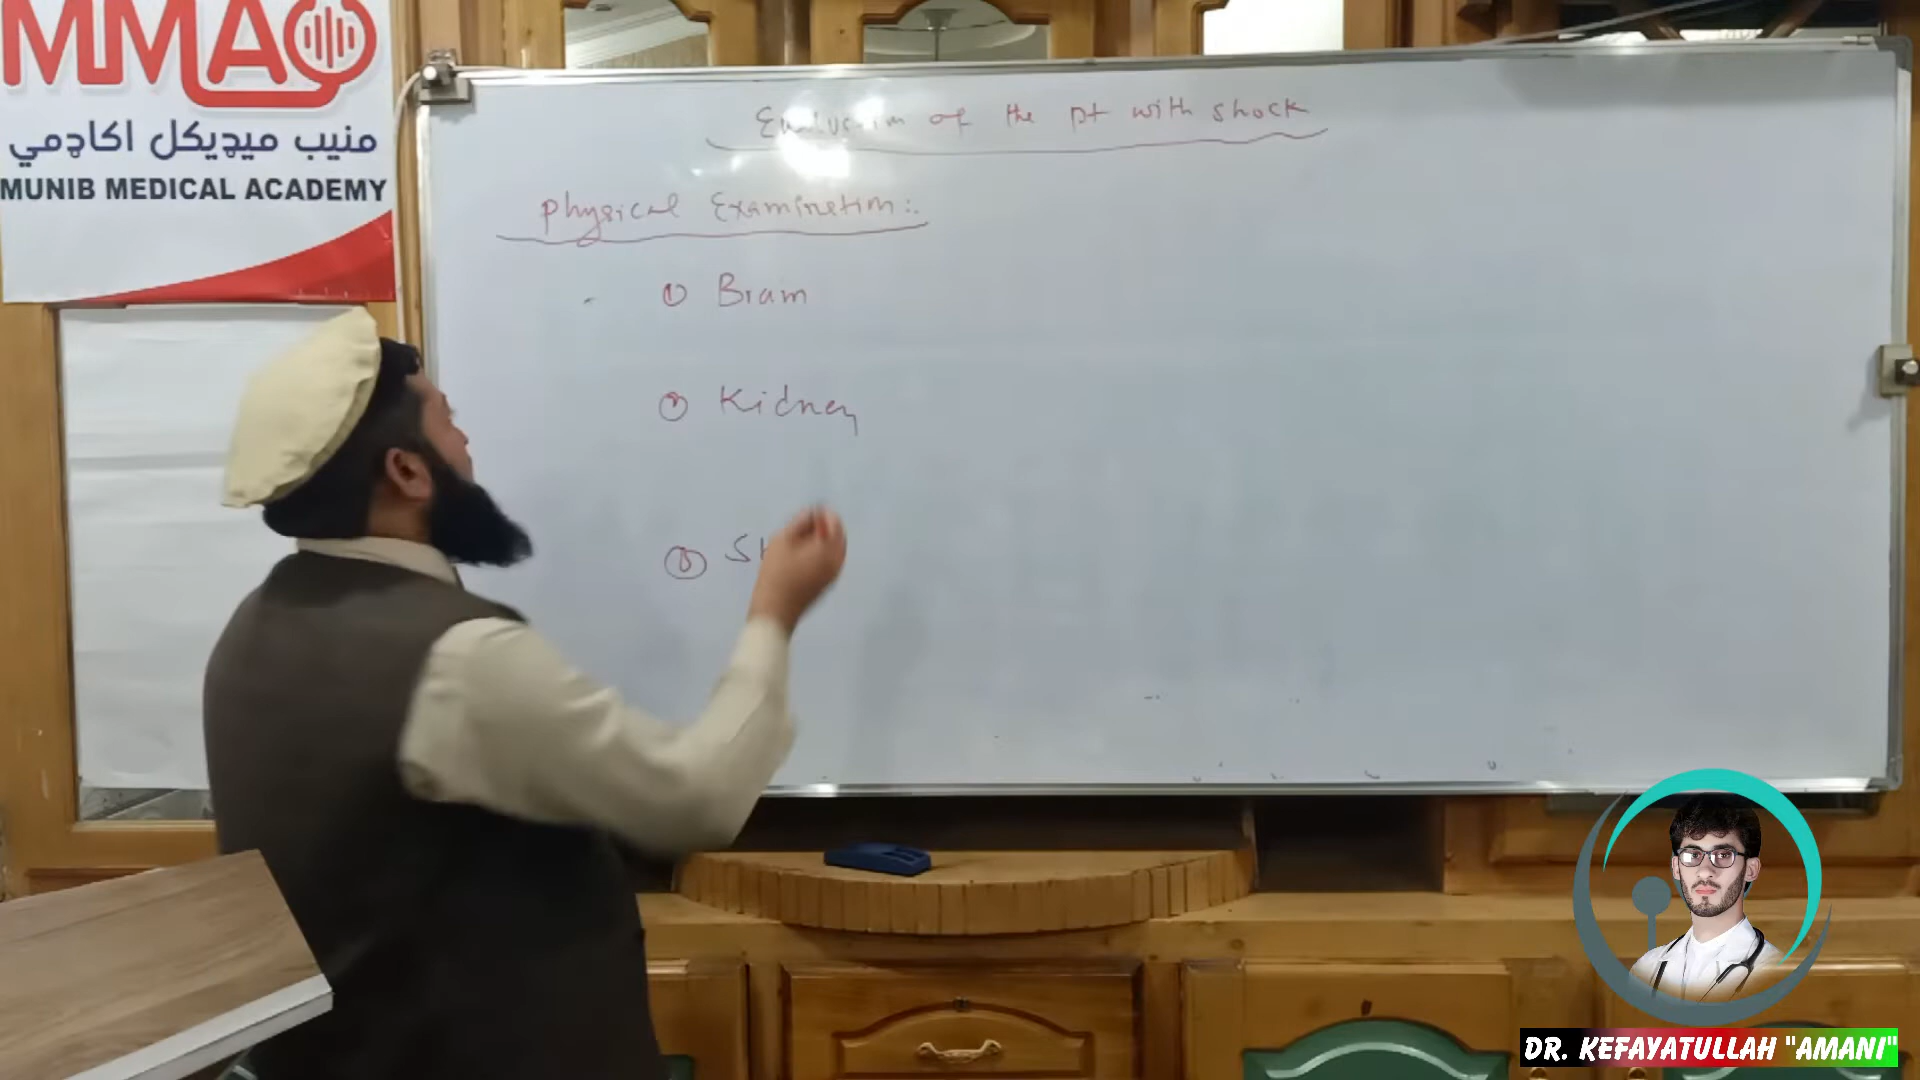 MMA
منيب ميډيکل اکاډمي
MUNIB MEDICAL ACADEMY
Evaluation of the pt with shock
Physical Examination:.
① Brain
② Kidney
③
DR. KEFAYATULLAH "AMANI"